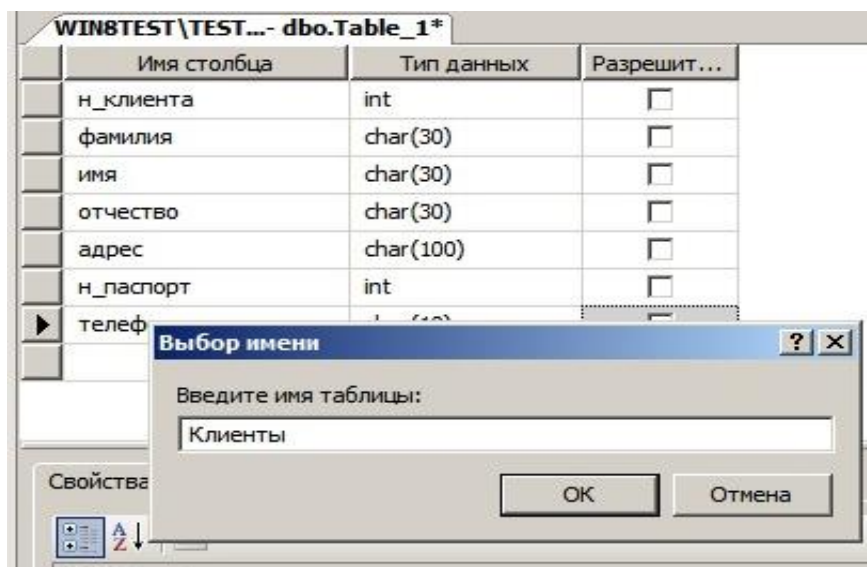 WIN8TEST\TEST...- dbo.Table_1*
Имя столбца Тип данных Разрешит...
н_клиента int
фамилия char(30)
имя char(30)
отчество char(30)
адрес char(100)
н_паспорт int
телеф
Выбор имени
Введите имя таблицы:
Клиенты
Свойства
OK Отмена